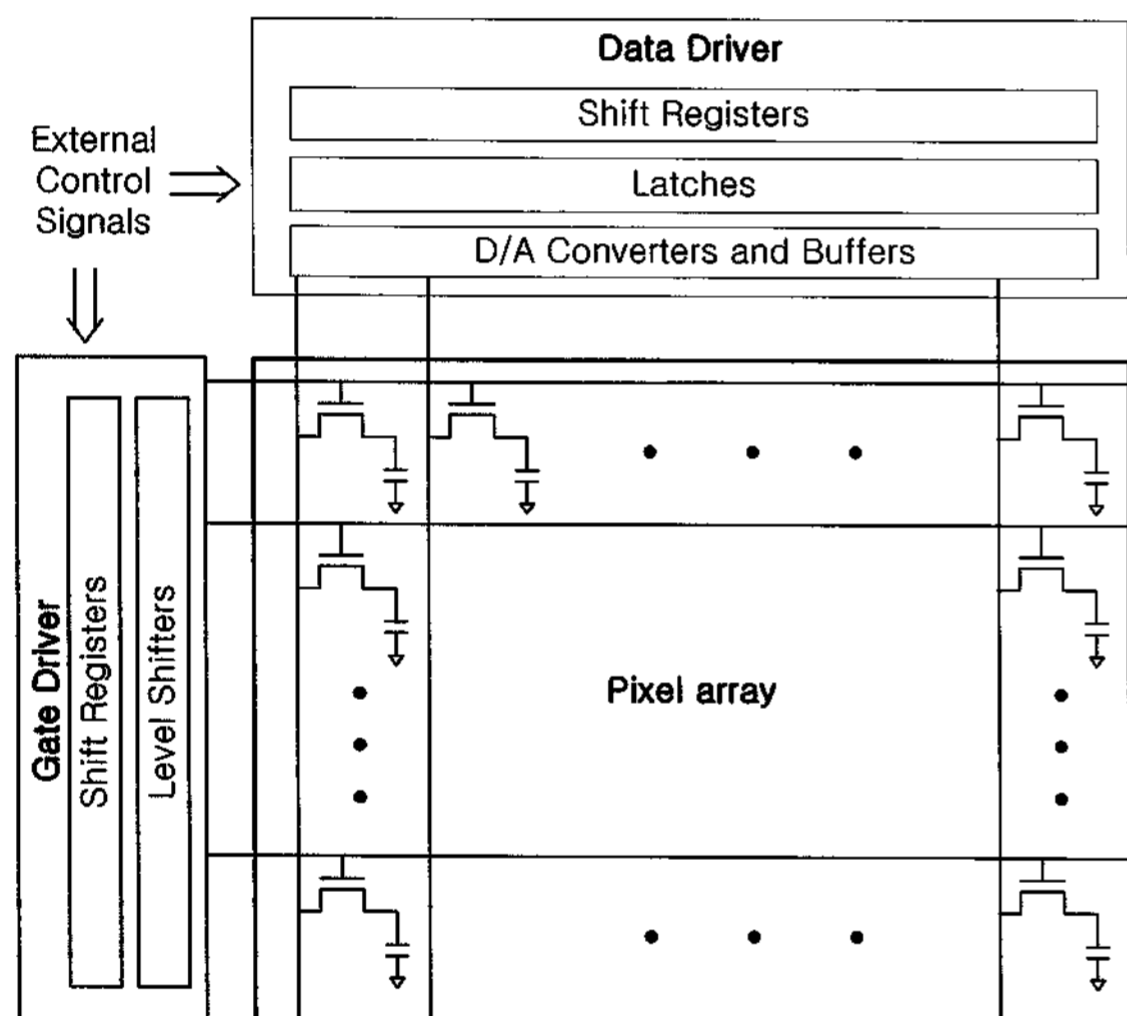 Data Driver
Shift Registers
Latches
D/A Converters and Buffers
External
Control
Signals
Gate Driver
Shift Registers
Level Shifters
Pixel array